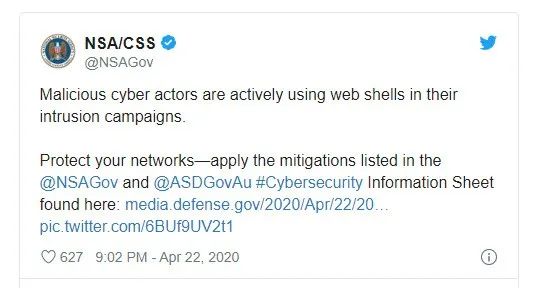 NSA/CSS
@NSAGov
Malicious cyber actors are actively using web shells in their
intrusion campaigns.
Protect your networks—apply the mitigations listed in the
@NSAGov and @ASDGovAu #Cybersecurity Information Sheet
found here: media.defense.gov/2020/Apr/22/20…
pic.twitter.com/6BUf9UV2t1
627 9:02 PM - Apr 22, 2020